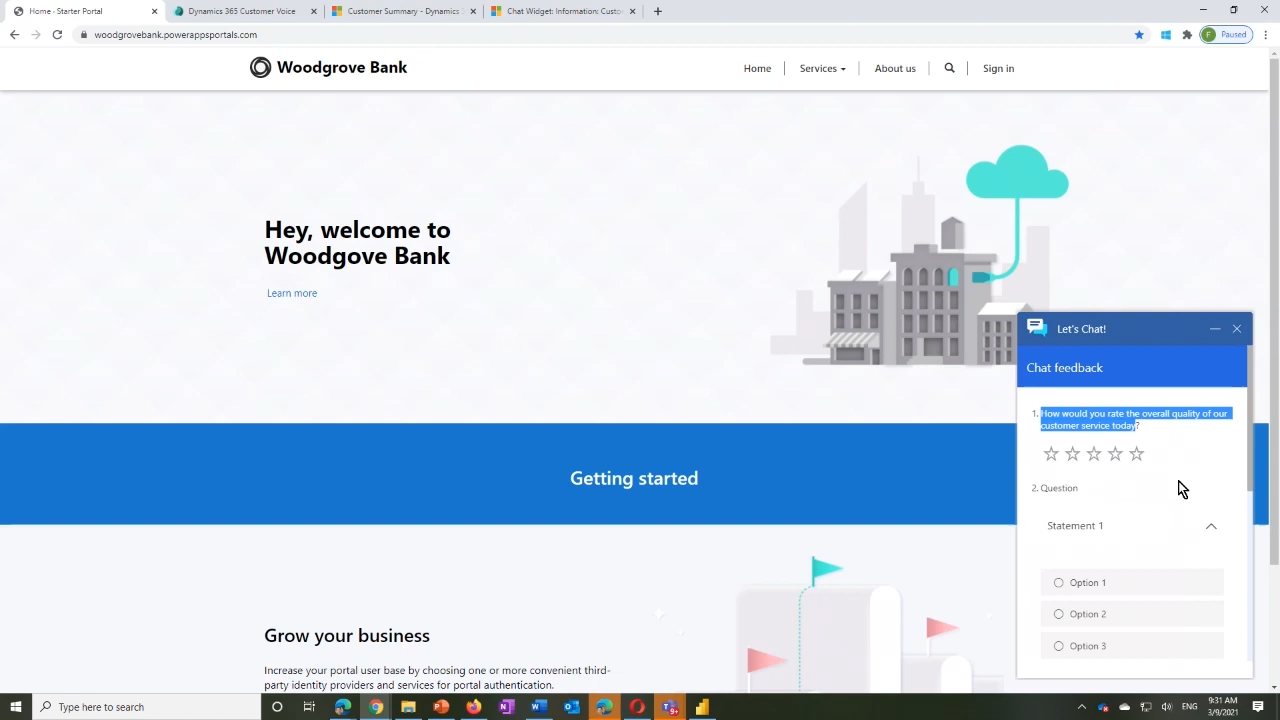 Home - Starter Portal
Dynamics 365 Customer Voice
Customer Summary - Dynamics
Chat Widget: Information: Custo
woodgrovebank.powerappsportals.com
F Paused
Woodgrove Bank
Home
Services
About us
Sign in
Hey, welcome to
Woodgove Bank
Learn more
Let's Chat!
Chat feedback
1. How would you rate the overall quality of our
customer service today?
2. Question
Statement 1
Option 1
Option 2
Option 3
Getting started
Grow your business
Increase your portal user base by choosing one or more convenient third-
party identity providers and services for portal authentication.
Type here to search
ENG
9:31 AM
3/9/2021